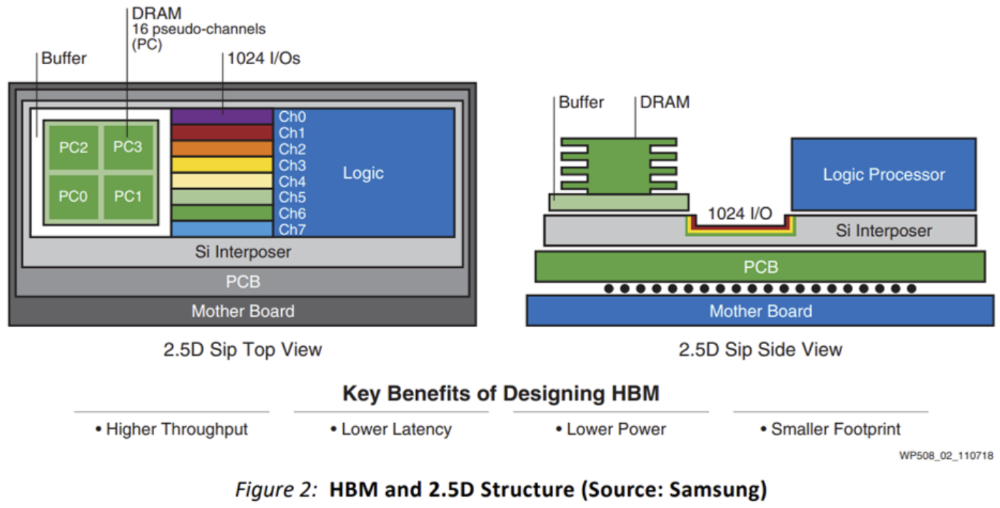 DRAM
16 pseudo-channels
(PC)
Buffer
1024 I/Os
Ch0
Ch1
Ch2
Ch3
Ch4
Ch5
Ch6
Ch7
PC2
PC3
PC0
PC1
Logic
Si Interposer
PCB
Mother Board
2.5D Sip Top View
Buffer
DRAM
Logic Processor
1024 I/O
Si Interposer
PCB
Mother Board
2.5D Sip Side View
Key Benefits of Designing HBM
• Higher Throughput
• Lower Latency
• Lower Power
• Smaller Footprint
WP508_02_110718
Figure 2: HBM and 2.5D Structure (Source: Samsung)